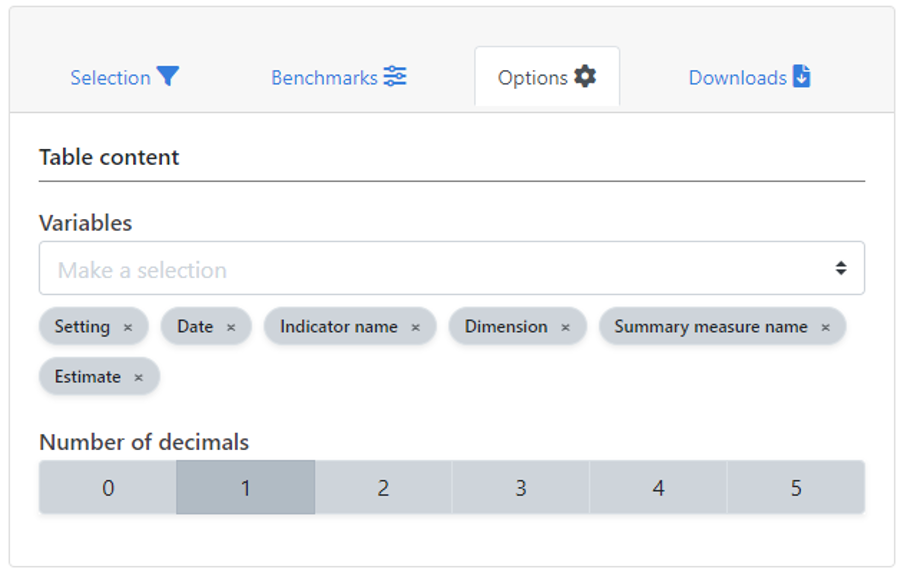 Selection Benchmarks Options Downloads
Table content
Variables
Make a selection
Setting × Date × Indicator name × Dimension × Summary measure name ×
Estimate ×
Number of decimals
0 1 2 3 4 5